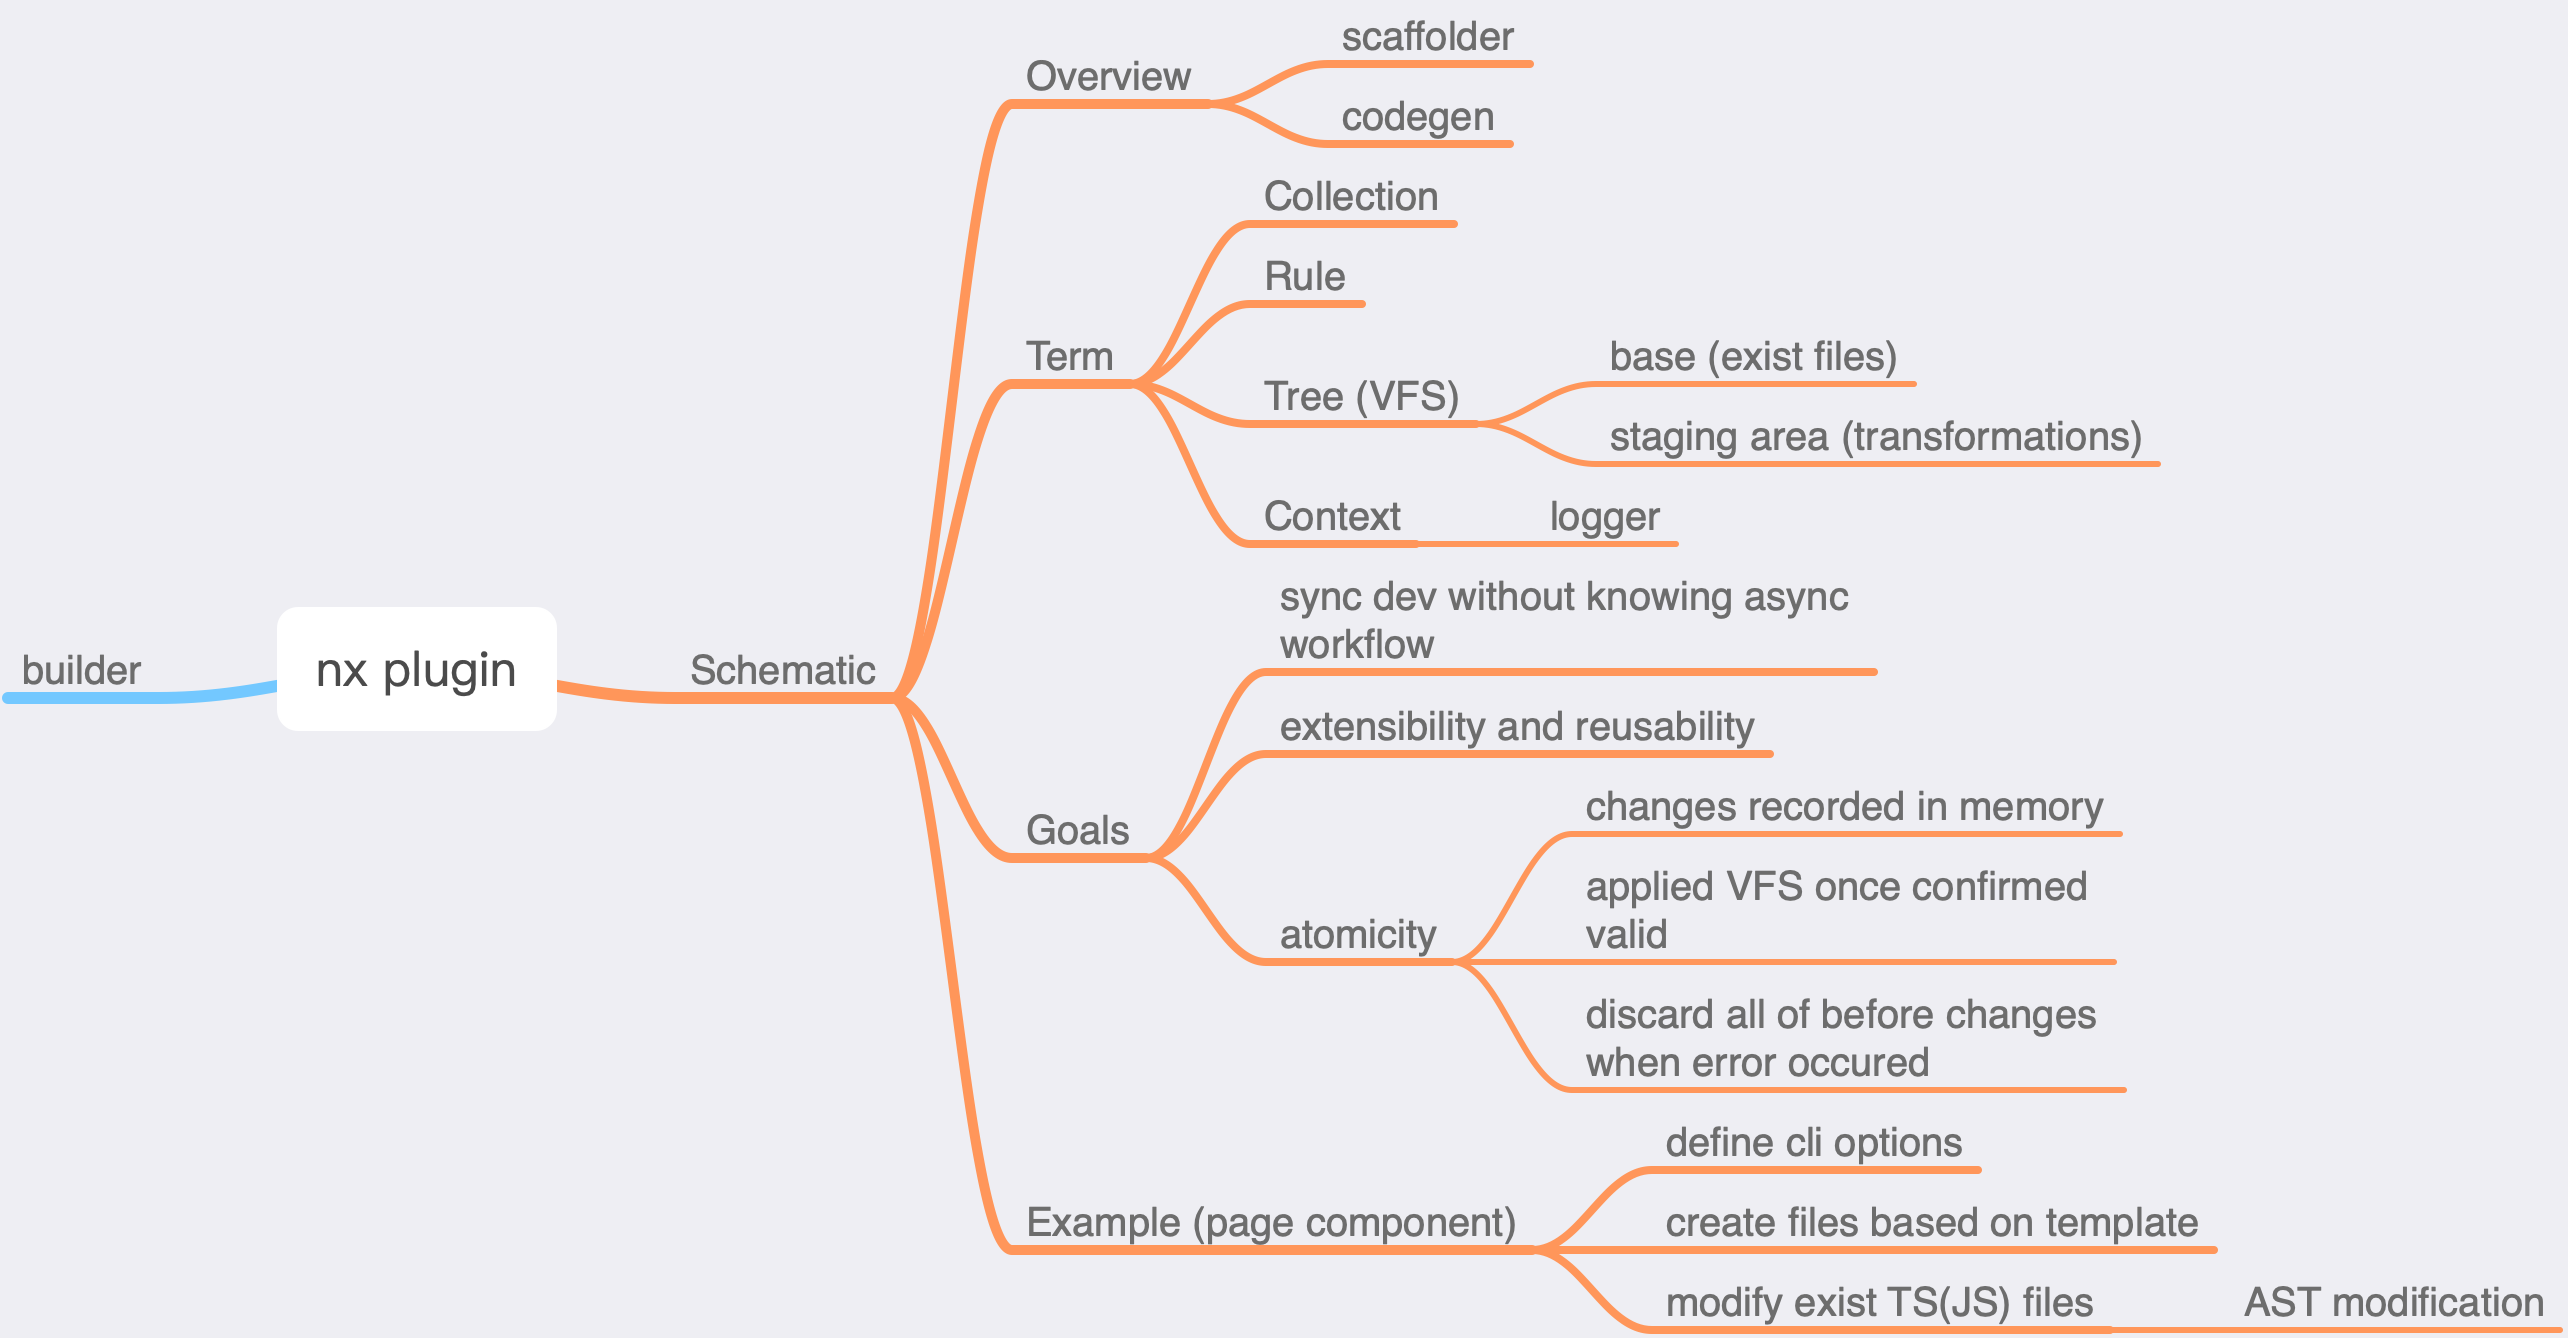 scaffolder
Overview
codegen
Collection
Rule
Term
base (exist files)
Tree (VFS)
staging area (transformations)
Context
logger
sync dev without knowing async
workflow
builder
nx plugin
Schematic
extensibility and reusability
Goals
changes recorded in memory
applied VFS once confirmed
valid
atomicity
discard all of before changes
when error occured
define cli options
Example (page component)
create files based on template
modify exist TS(JS) files
AST modification